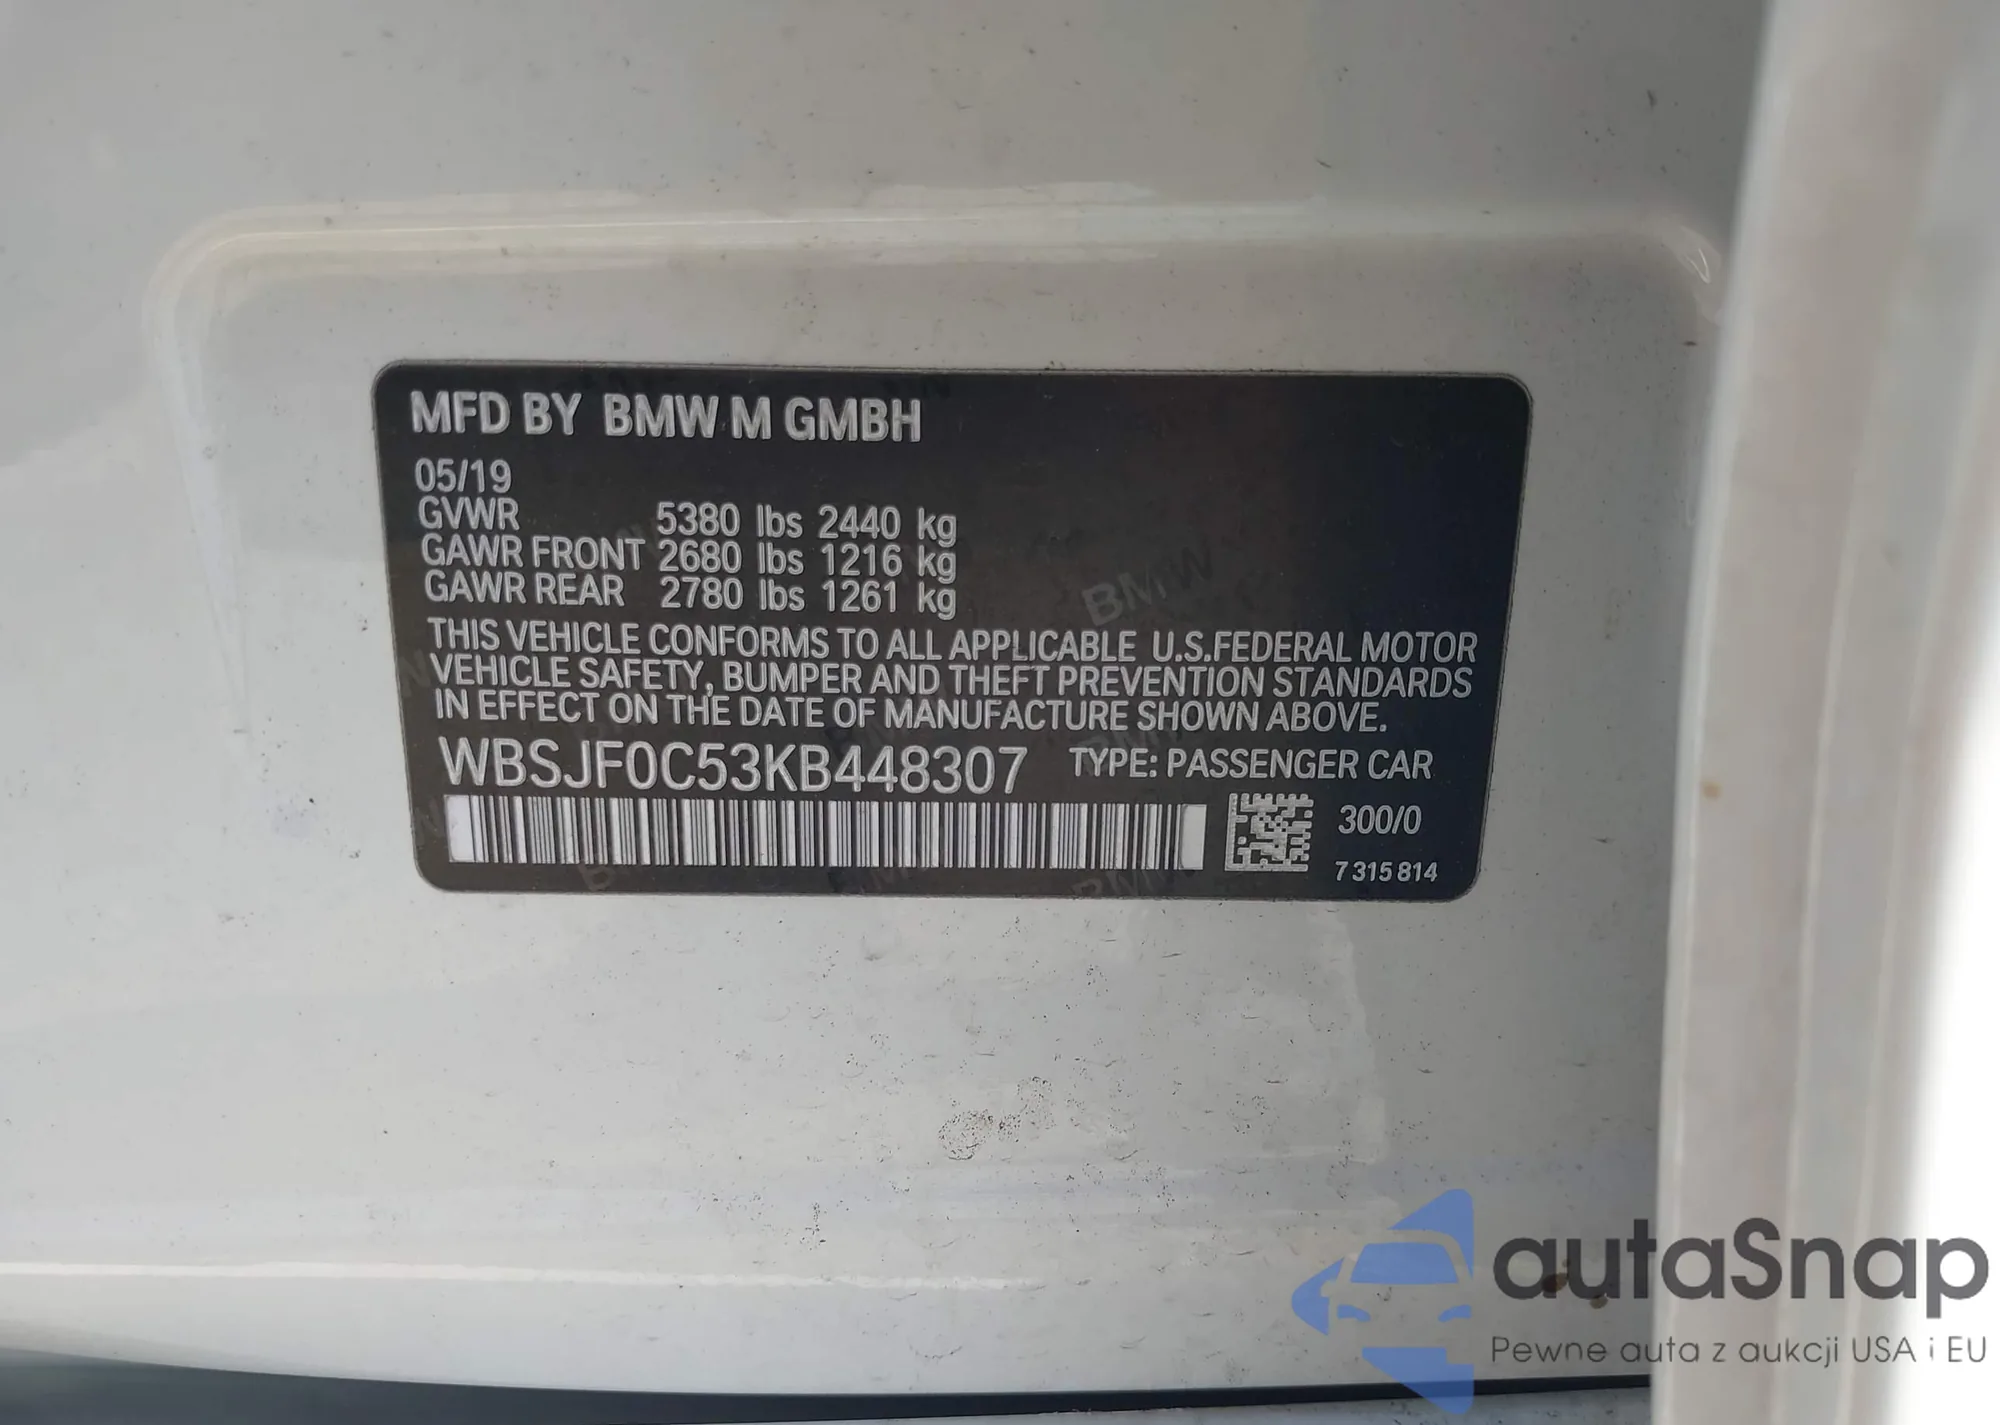 MFD BY BMW M GMBH
05/19
GVWR 5380 lbs 2440 kg
GAWR FRONT 2680 lbs 1216 kg
GAWR REAR 2780 lbs 1261 kg
THIS VEHICLE CONFORMS TO ALL APPLICABLE U.S.FEDERAL MOTOR
VEHICLE SAFETY, BUMPER AND THEFT PREVENTION STANDARDS
IN EFFECT ON THE DATE OF MANUFACTURE SHOWN ABOVE.
WBSJF0C53KB448307 TYPE: PASSENGER CAR
300/0
7315814
autaSnap
Pewne auta z aukcji USA i EU